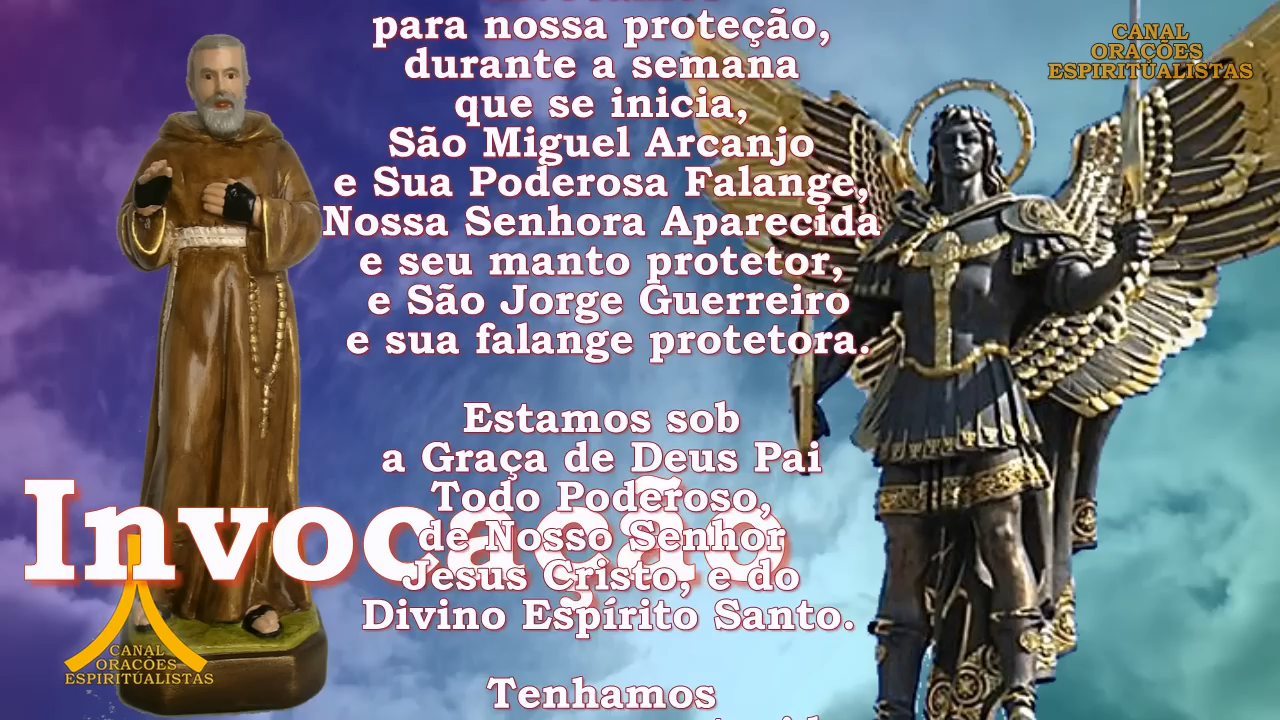 para nossa proteção,
durante a semana
que se inicia,
São Miguel Arcanjo
e Sua Poderosa Falange,
Nossa Senhora Aparecida
e seu manto protetor,
e São Jorge Guerreiro
e sua falange protetora.
Estamos sob
a Graça de Deus Pai
Todo Poderoso,
de Nosso Senhor
Jesus Cristo, e do
Divino Espírito Santo.
Tenhamos
Invocação
CANAL
ORAÇÕES
ESPIRITUALISTAS
CANAL
ORAÇÕES
ESPIRITUALISTAS